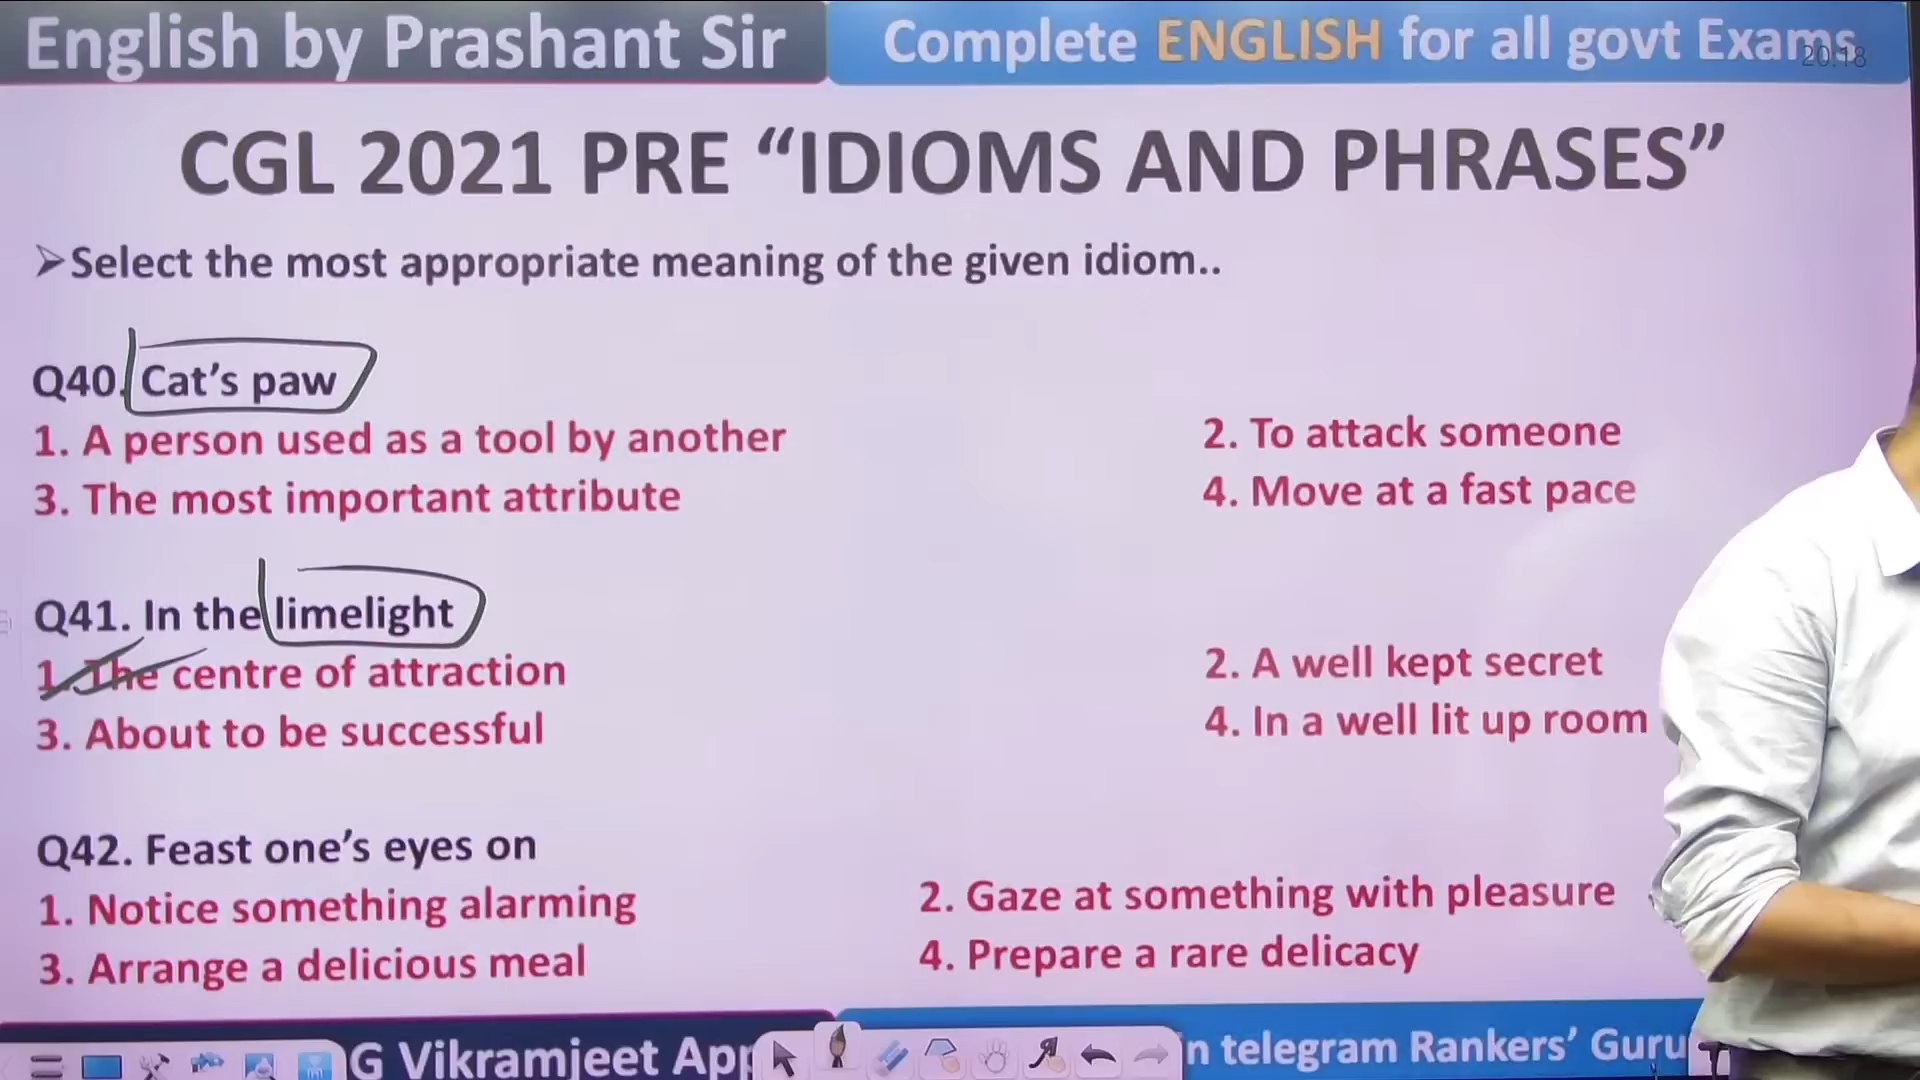 English by Prashant Sir
Complete ENGLISH for all govt Exams
20:18
CGL 2021 PRE “IDIOMS AND PHRASES”
➢Select the most appropriate meaning of the given idiom..
Q40. Cat’s paw
1. A person used as a tool by another
2. To attack someone
3. The most important attribute
4. Move at a fast pace
Q41. In the limelight
1. The centre of attraction
2. A well kept secret
3. About to be successful
4. In a well lit up room
Q42. Feast one’s eyes on
1. Notice something alarming
2. Gaze at something with pleasure
3. Arrange a delicious meal
4. Prepare a rare delicacy
G Vikramjeet App
n telegram Rankers’ Guru